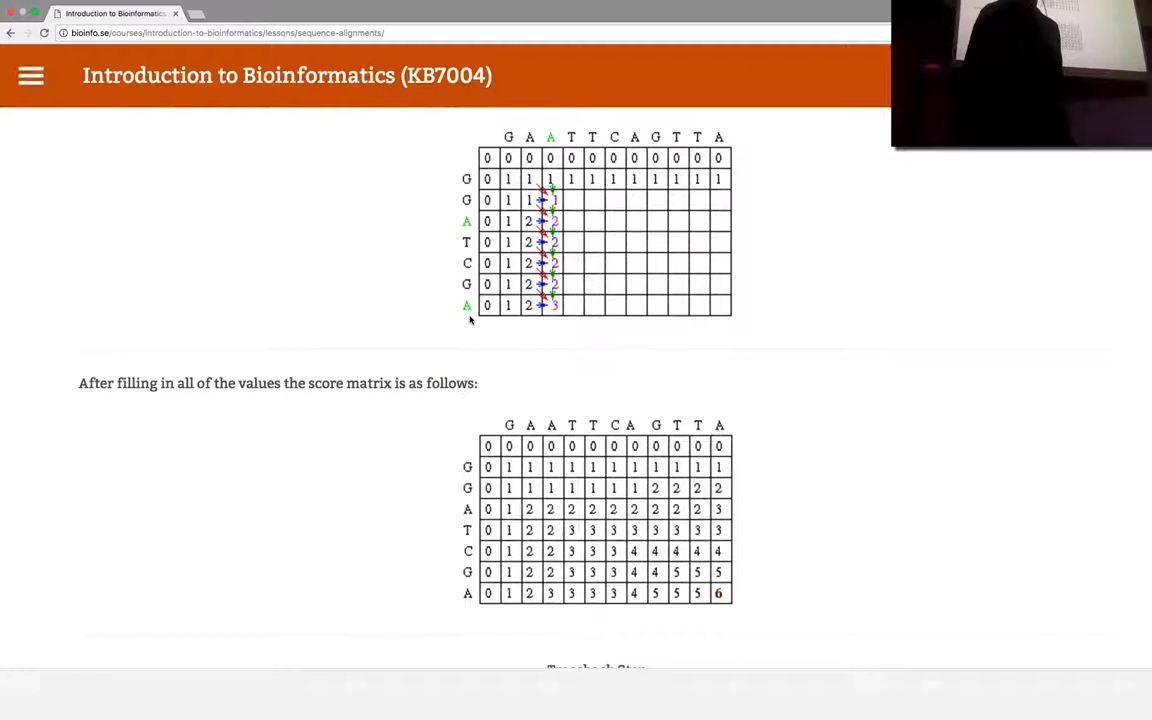 Introduction to Bioinformatics
bioinfo.se/courses/introduction-to-bioinformatics/lessons/sequence-alignments/
Introduction to Bioinformatics (KB7004)
G A A T T C A G T T A
0 0 0 0 0 0 0 0 0 0 0 0
G 0 1 1 1 1 1 1 1 1 1 1 1
G 0 1 1 1
A 0 1 2 2
T 0 1 2 2
C 0 1 2 2
G 0 1 2 2
A 0 1 2 3
After filling in all of the values the score matrix is as follows:
G A A T T C A G T T A
0 0 0 0 0 0 0 0 0 0 0 0
G 0 1 1 1 1 1 1 1 1 1 1 1
G 0 1 1 1 1 1 1 1 2 2 2 2
A 0 1 2 2 2 2 2 2 2 2 2 3
T 0 1 2 2 3 3 3 3 3 3 3 3
C 0 1 2 2 3 3 3 4 4 4 4 4
G 0 1 2 2 3 3 3 4 4 5 5 5
A 0 1 2 3 3 3 3 4 5 5 5 6